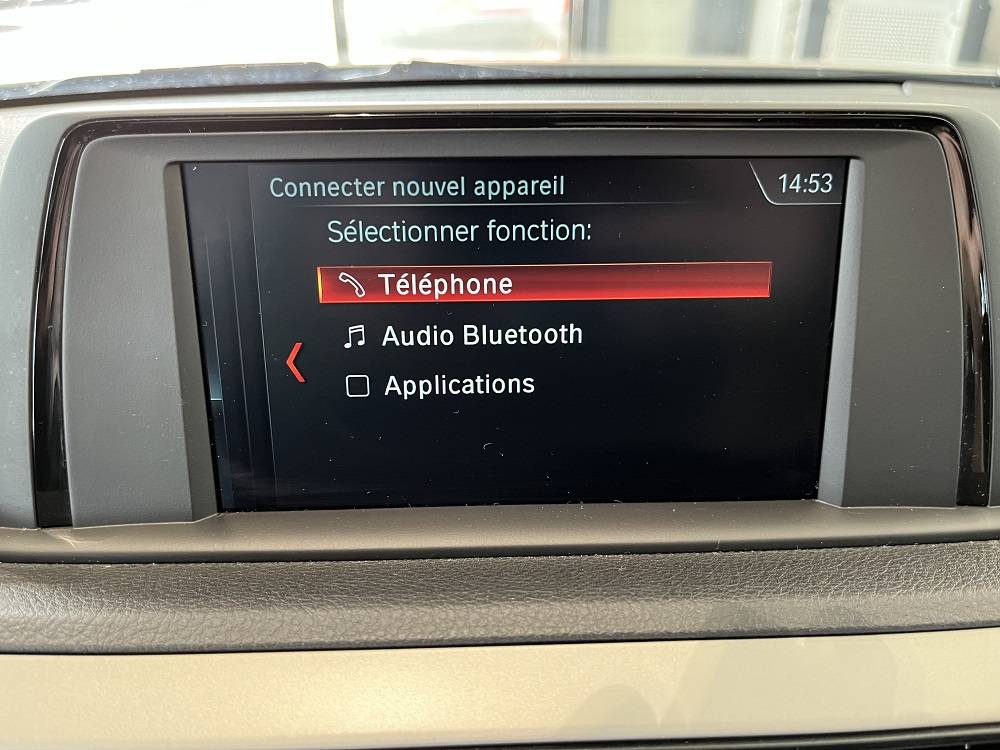 Connecter nouvel appareil
14:53
Sélectionner fonction:
Téléphone
Audio Bluetooth
Applications